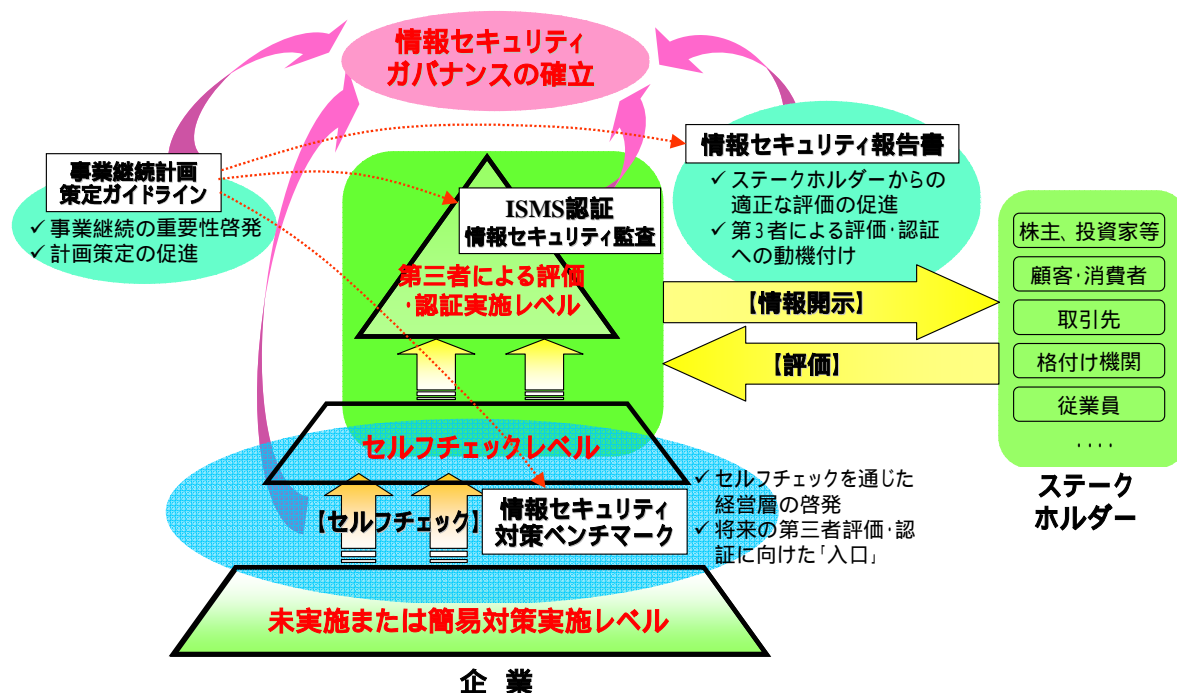 情報セキュリティ
ガバナンスの確立
事業継続計画
策定ガイドライン
✓ 事業継続の重要性啓発
✓ 計画策定の促進
情報セキュリティ報告書
✓ ステークホルダーからの
適正な評価の促進
✓ 第3者による評価・認証
への動機付け
ISMS認証
情報セキュリティ監査
第三者による評価
・認証実施レベル
【情報開示】
【評価】
株主、投資家等
顧客・消費者
取引先
格付け機関
従業員
....
ステーク
ホルダー
セルフチェックレベル
【セルフチェック】
情報セキュリティ
対策ベンチマーク
✓ セルフチェックを通じた
経営層の啓発
✓ 将来の第三者評価・認
証に向けた「入口」
未実施または簡易対策実施レベル
企 業